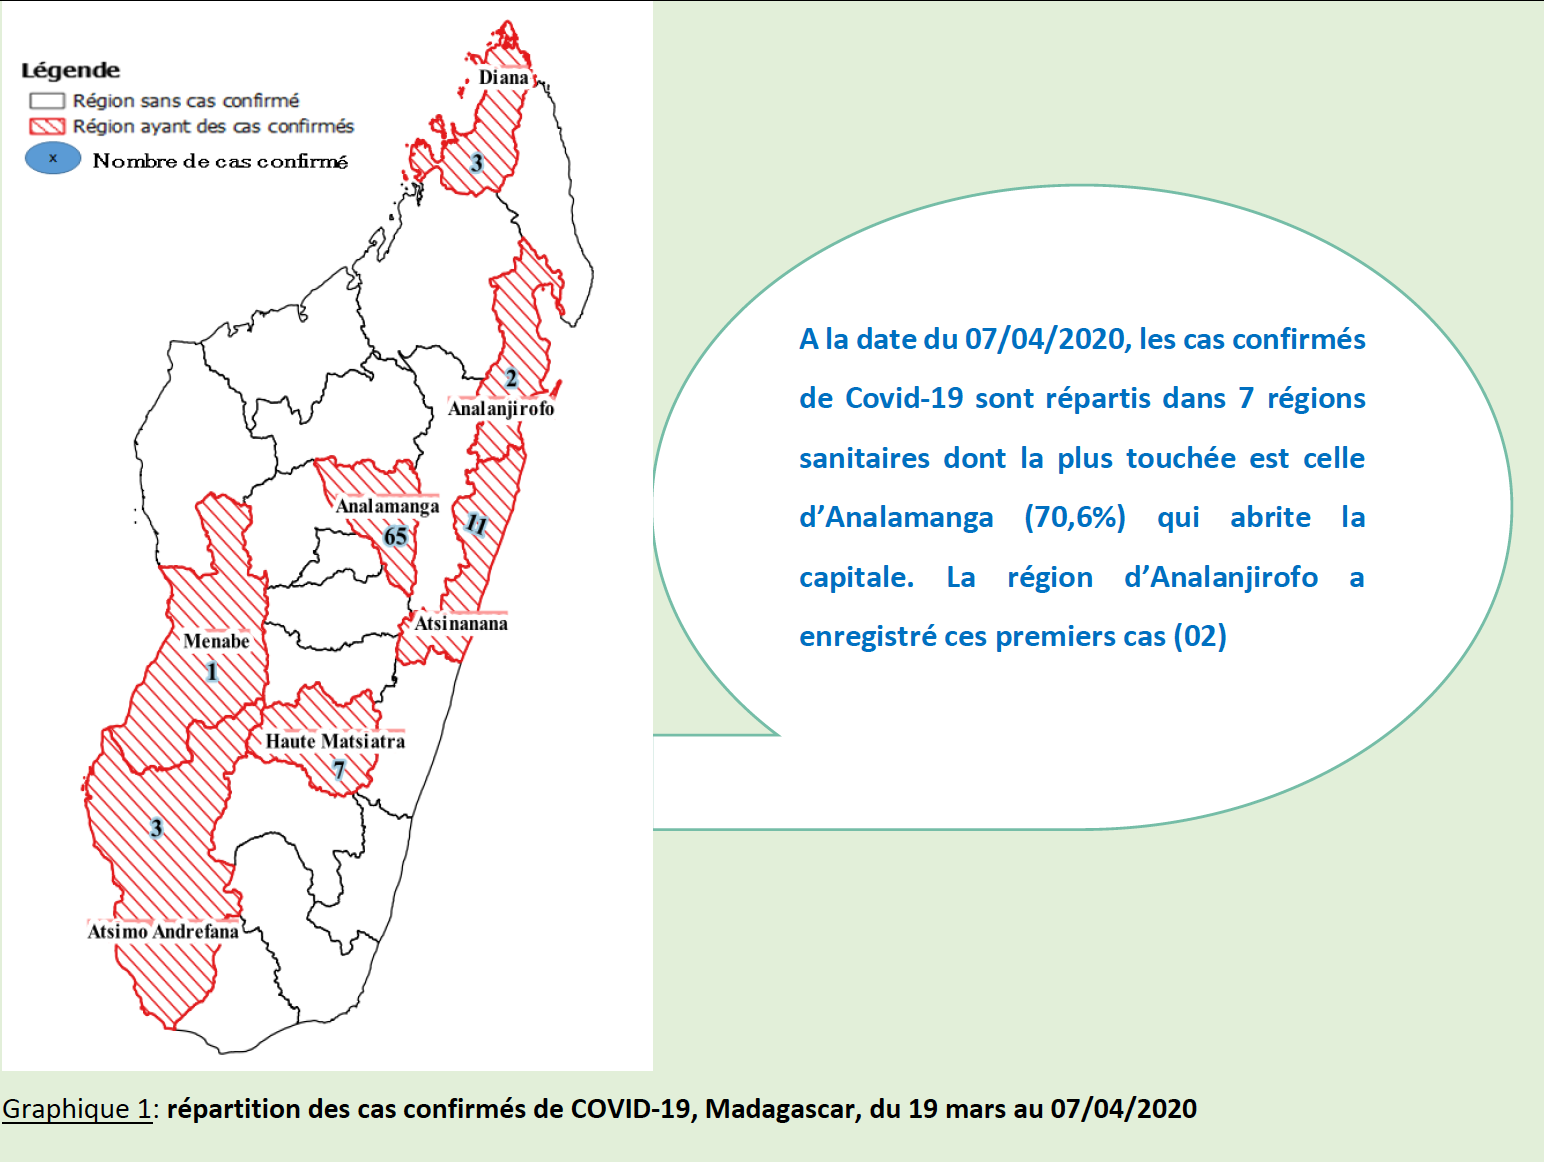 Légende
Région sans cas confirmé
Région ayant des cas confirmés
x Nombre de cas confirmé
Diana
3
2
Analanjirofo
Analamanga
65
11
Atsinanana
Menabe
1
Haute Matsiatra
7
3
Atsimo Andrefana
A la date du 07/04/2020, les cas confirmés
de Covid-19 sont répartis dans 7 régions
sanitaires dont la plus touchée est celle
d’Analamanga (70,6%) qui abrite la
capitale. La région d’Analanjirofo a
enregistré ces premiers cas (02)
Graphique 1: répartition des cas confirmés de COVID-19, Madagascar, du 19 mars au 07/04/2020